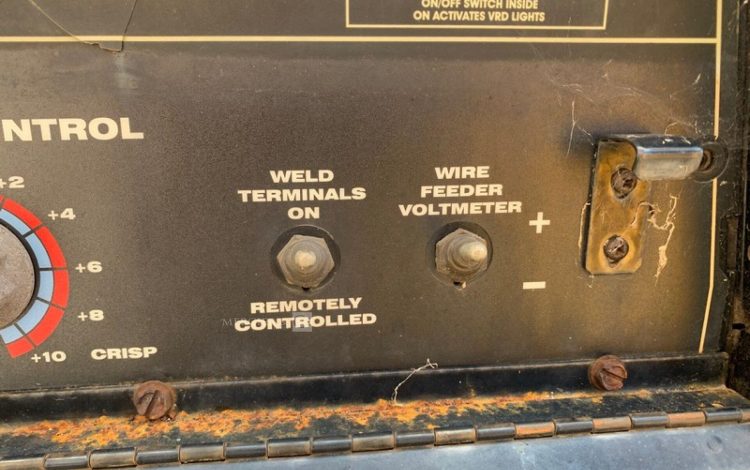 ON/OFF SWITCH INSIDE
ON ACTIVATES VRD LIGHTS
NTROL
+2
+4
+6
+8
+10 CRISP
WELD
TERMINALS
ON
REMOTELY
CONTROLLED
WIRE
FEEDER
VOLTMETER
+
−